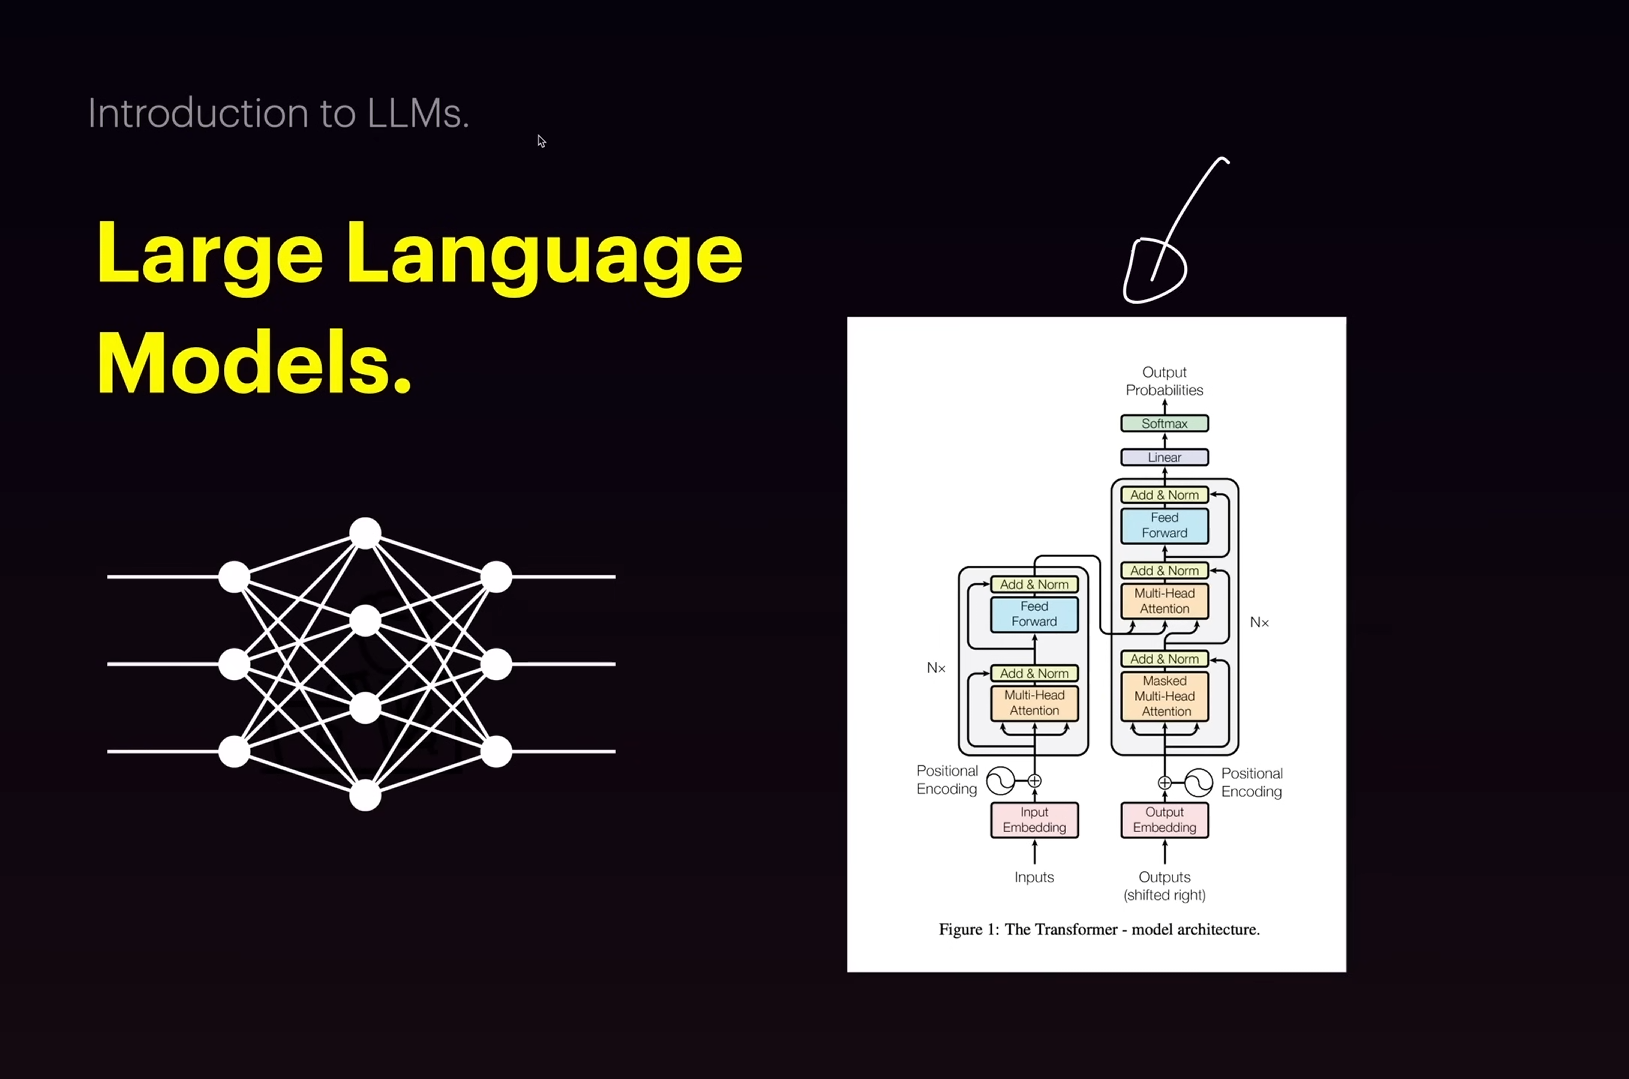 Introduction to LLMs.
Large Language
Models.
Output
Probabilities
Softmax
Linear
Add & Norm
Feed
Forward
Add & Norm
Multi-Head
Attention
Add & Norm
Masked
Multi-Head
Attention
Nx
Add & Norm
Feed
Forward
Add & Norm
Multi-Head
Attention
Nx
Positional
Encoding
Positional
Encoding
Input
Embedding
Output
Embedding
Inputs
Outputs
(shifted right)
Figure 1: The Transformer - model architecture.